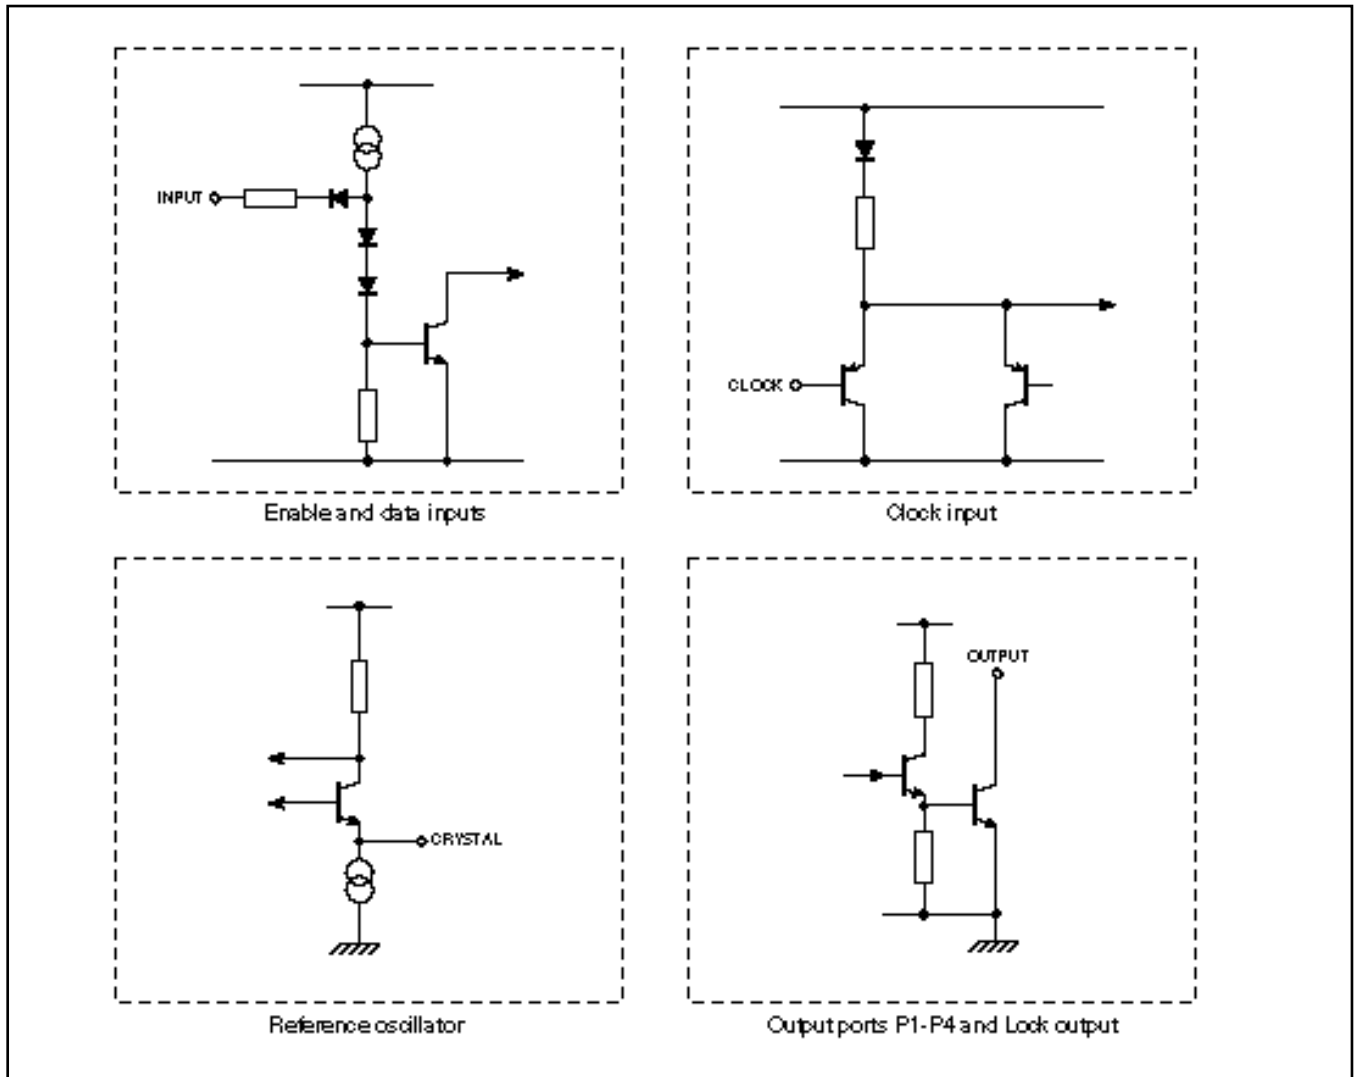 INPUT
Enable and data inputs
CLOCK
Clock input
CRYSTAL
Reference oscillator
OUTPUT
Output ports P1-P4 and Lock output